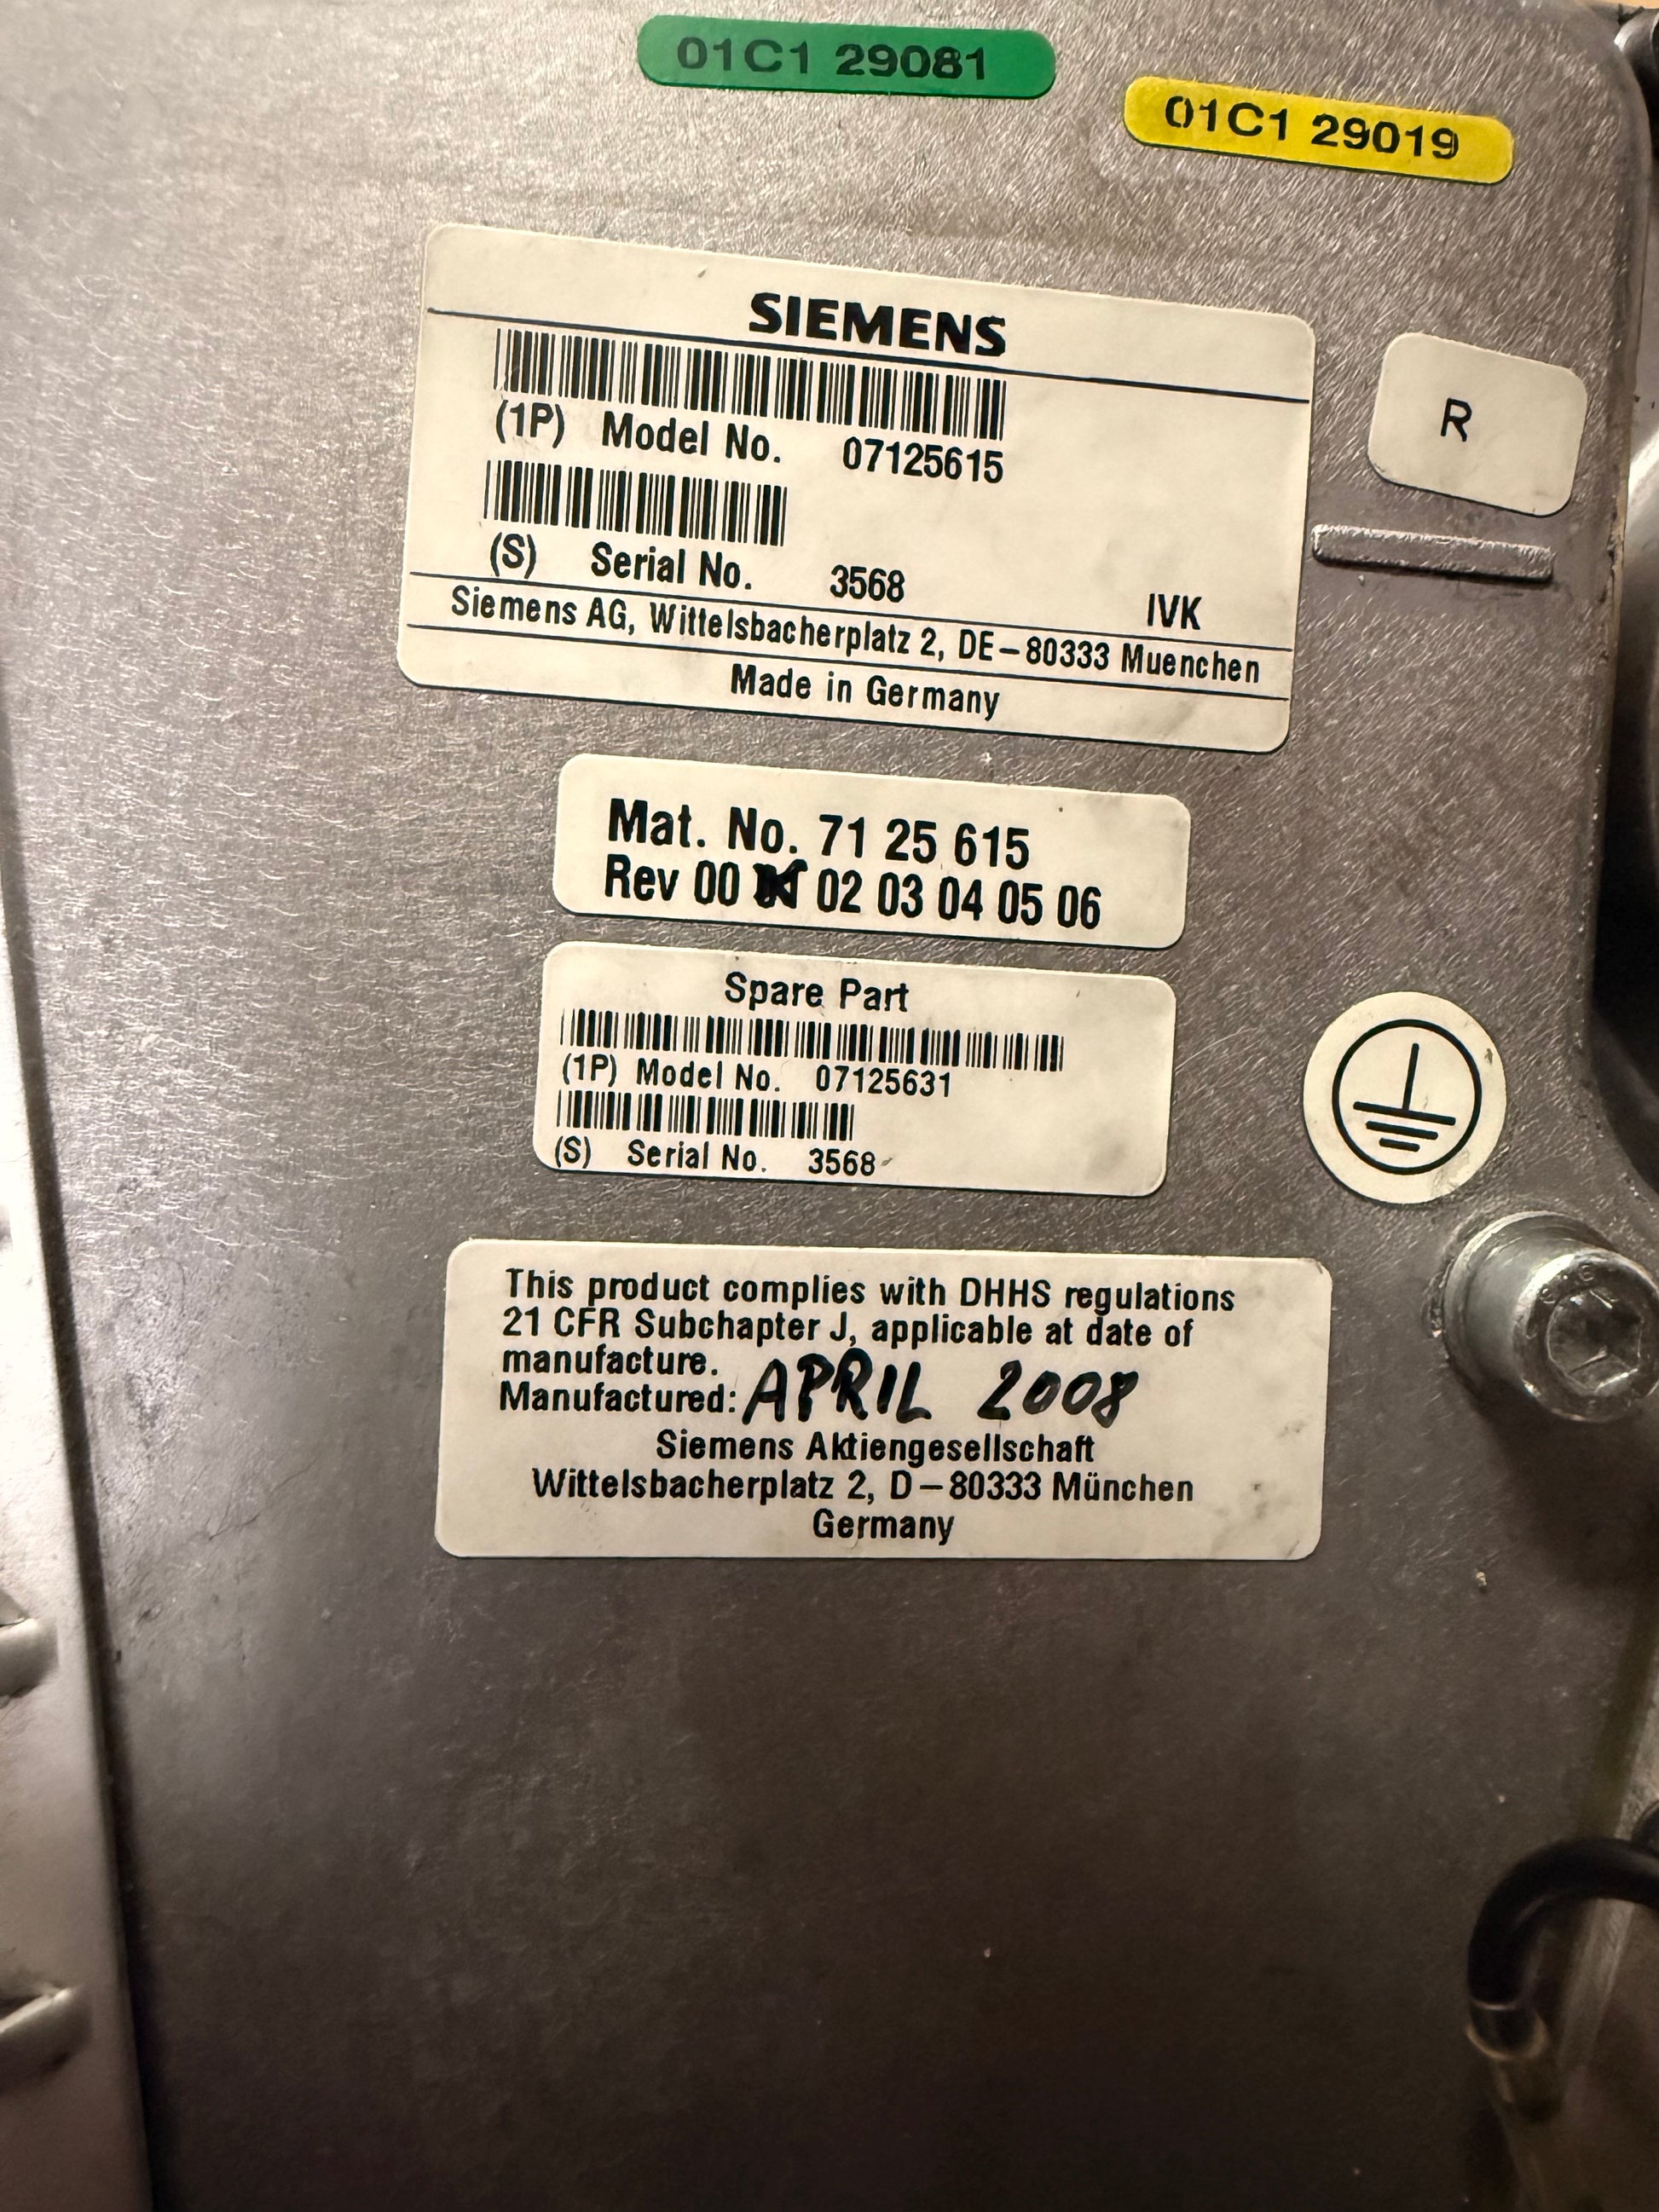 01C1 29081
01C1 29019
SIEMENS
(1P) Model No. 07125615
(S) Serial No. 3568 IVK
Siemens AG, Wittelsbacherplatz 2, DE-80333 Muenchen
Made in Germany
R
Mat. No. 71 25 615
Rev 00 02 03 04 05 06
Spare Part
(1P) Model No. 07125631
(S) Serial No. 3568
This product complies with DHHS regulations
21 CFR Subchapter J, applicable at date of
manufacture.
Manufactured: APRIL 2008
Siemens Aktiengesellschaft
Wittelsbacherplatz 2, D-80333 München
Germany